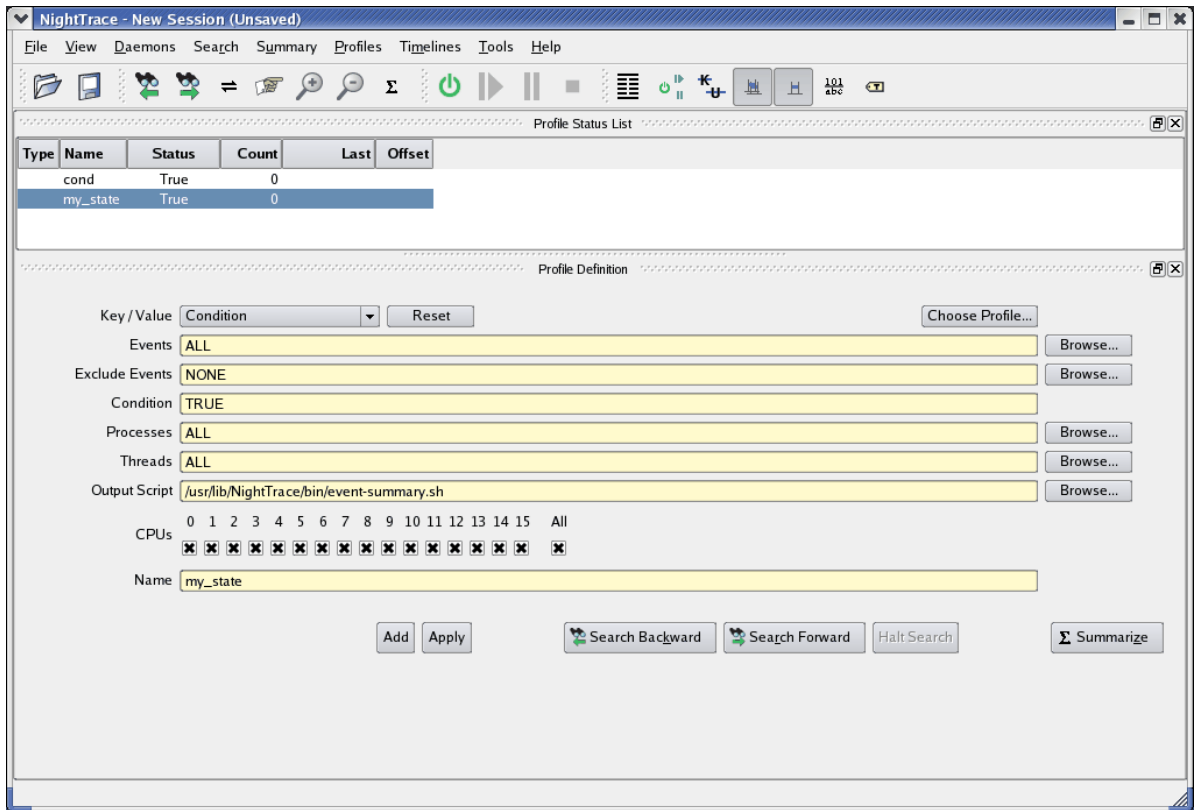 NightTrace - New Session (Unsaved)
File View Daemons Search Summary Profiles Timelines Tools Help
Σ K U 101 abc T
Profile Status List
Type Name Status Count Last Offset
cond True 0
my_state True 0
Profile Definition
Key / Value Condition Reset Choose Profile...
Events ALL Browse...
Exclude Events NONE Browse...
Condition TRUE
Processes ALL Browse...
Threads ALL Browse...
Output Script /usr/lib/NightTrace/bin/event-summary.sh Browse...
0 1 2 3 4 5 6 7 8 9 10 11 12 13 14 15 All
CPUs
Name my_state
Add Apply Search Backward Search Forward Halt Search Σ Summarize